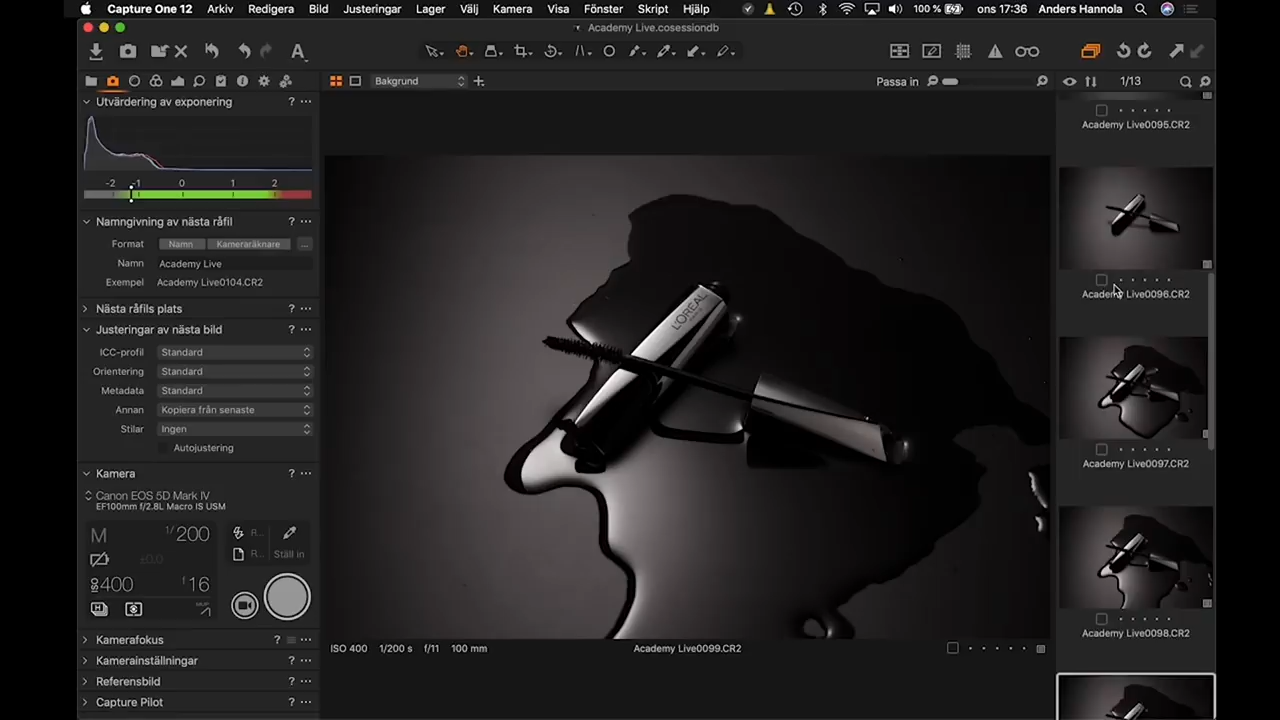 Capture One 12 Arkiv Redigera Bild Justeringar Lager Välj Kamera Visa Fönster Skript Hjälp 100 % ons 17:36 Anders Hannola
Academy Live.cosessiondb
Bakgrund
Passa in
1/13
Utvärdering av exponering ? ...
-2 -1 0 1 2
Namngivning av nästa råfil ? ...
Format Namn Kameraräknare ...
Namn Academy Live
Exempel Academy Live0104.CR2
Nästa råfils plats ? ...
Justeringar av nästa bild ? ...
ICC-profil Standard
Orientering Standard
Metadata Standard
Annan Kopiera från senaste
Stilar Ingen
Autojustering
Kamera ? ...
Canon EOS 5D Mark IV
EF100mm f/2.8L Macro IS USM
M 1/200 R...
±0.0 R... Ställ in
ISO 400 f16
Kamerafokus ? ...
Kamerainställningar ? ...
Referensbild ? ...
Capture Pilot ? ...
L'ORÉAL
ISO 400 1/200 s f/11 100 mm
Academy Live0099.CR2
Academy Live0095.CR2
Academy Live0096.CR2
Academy Live0097.CR2
Academy Live0098.CR2